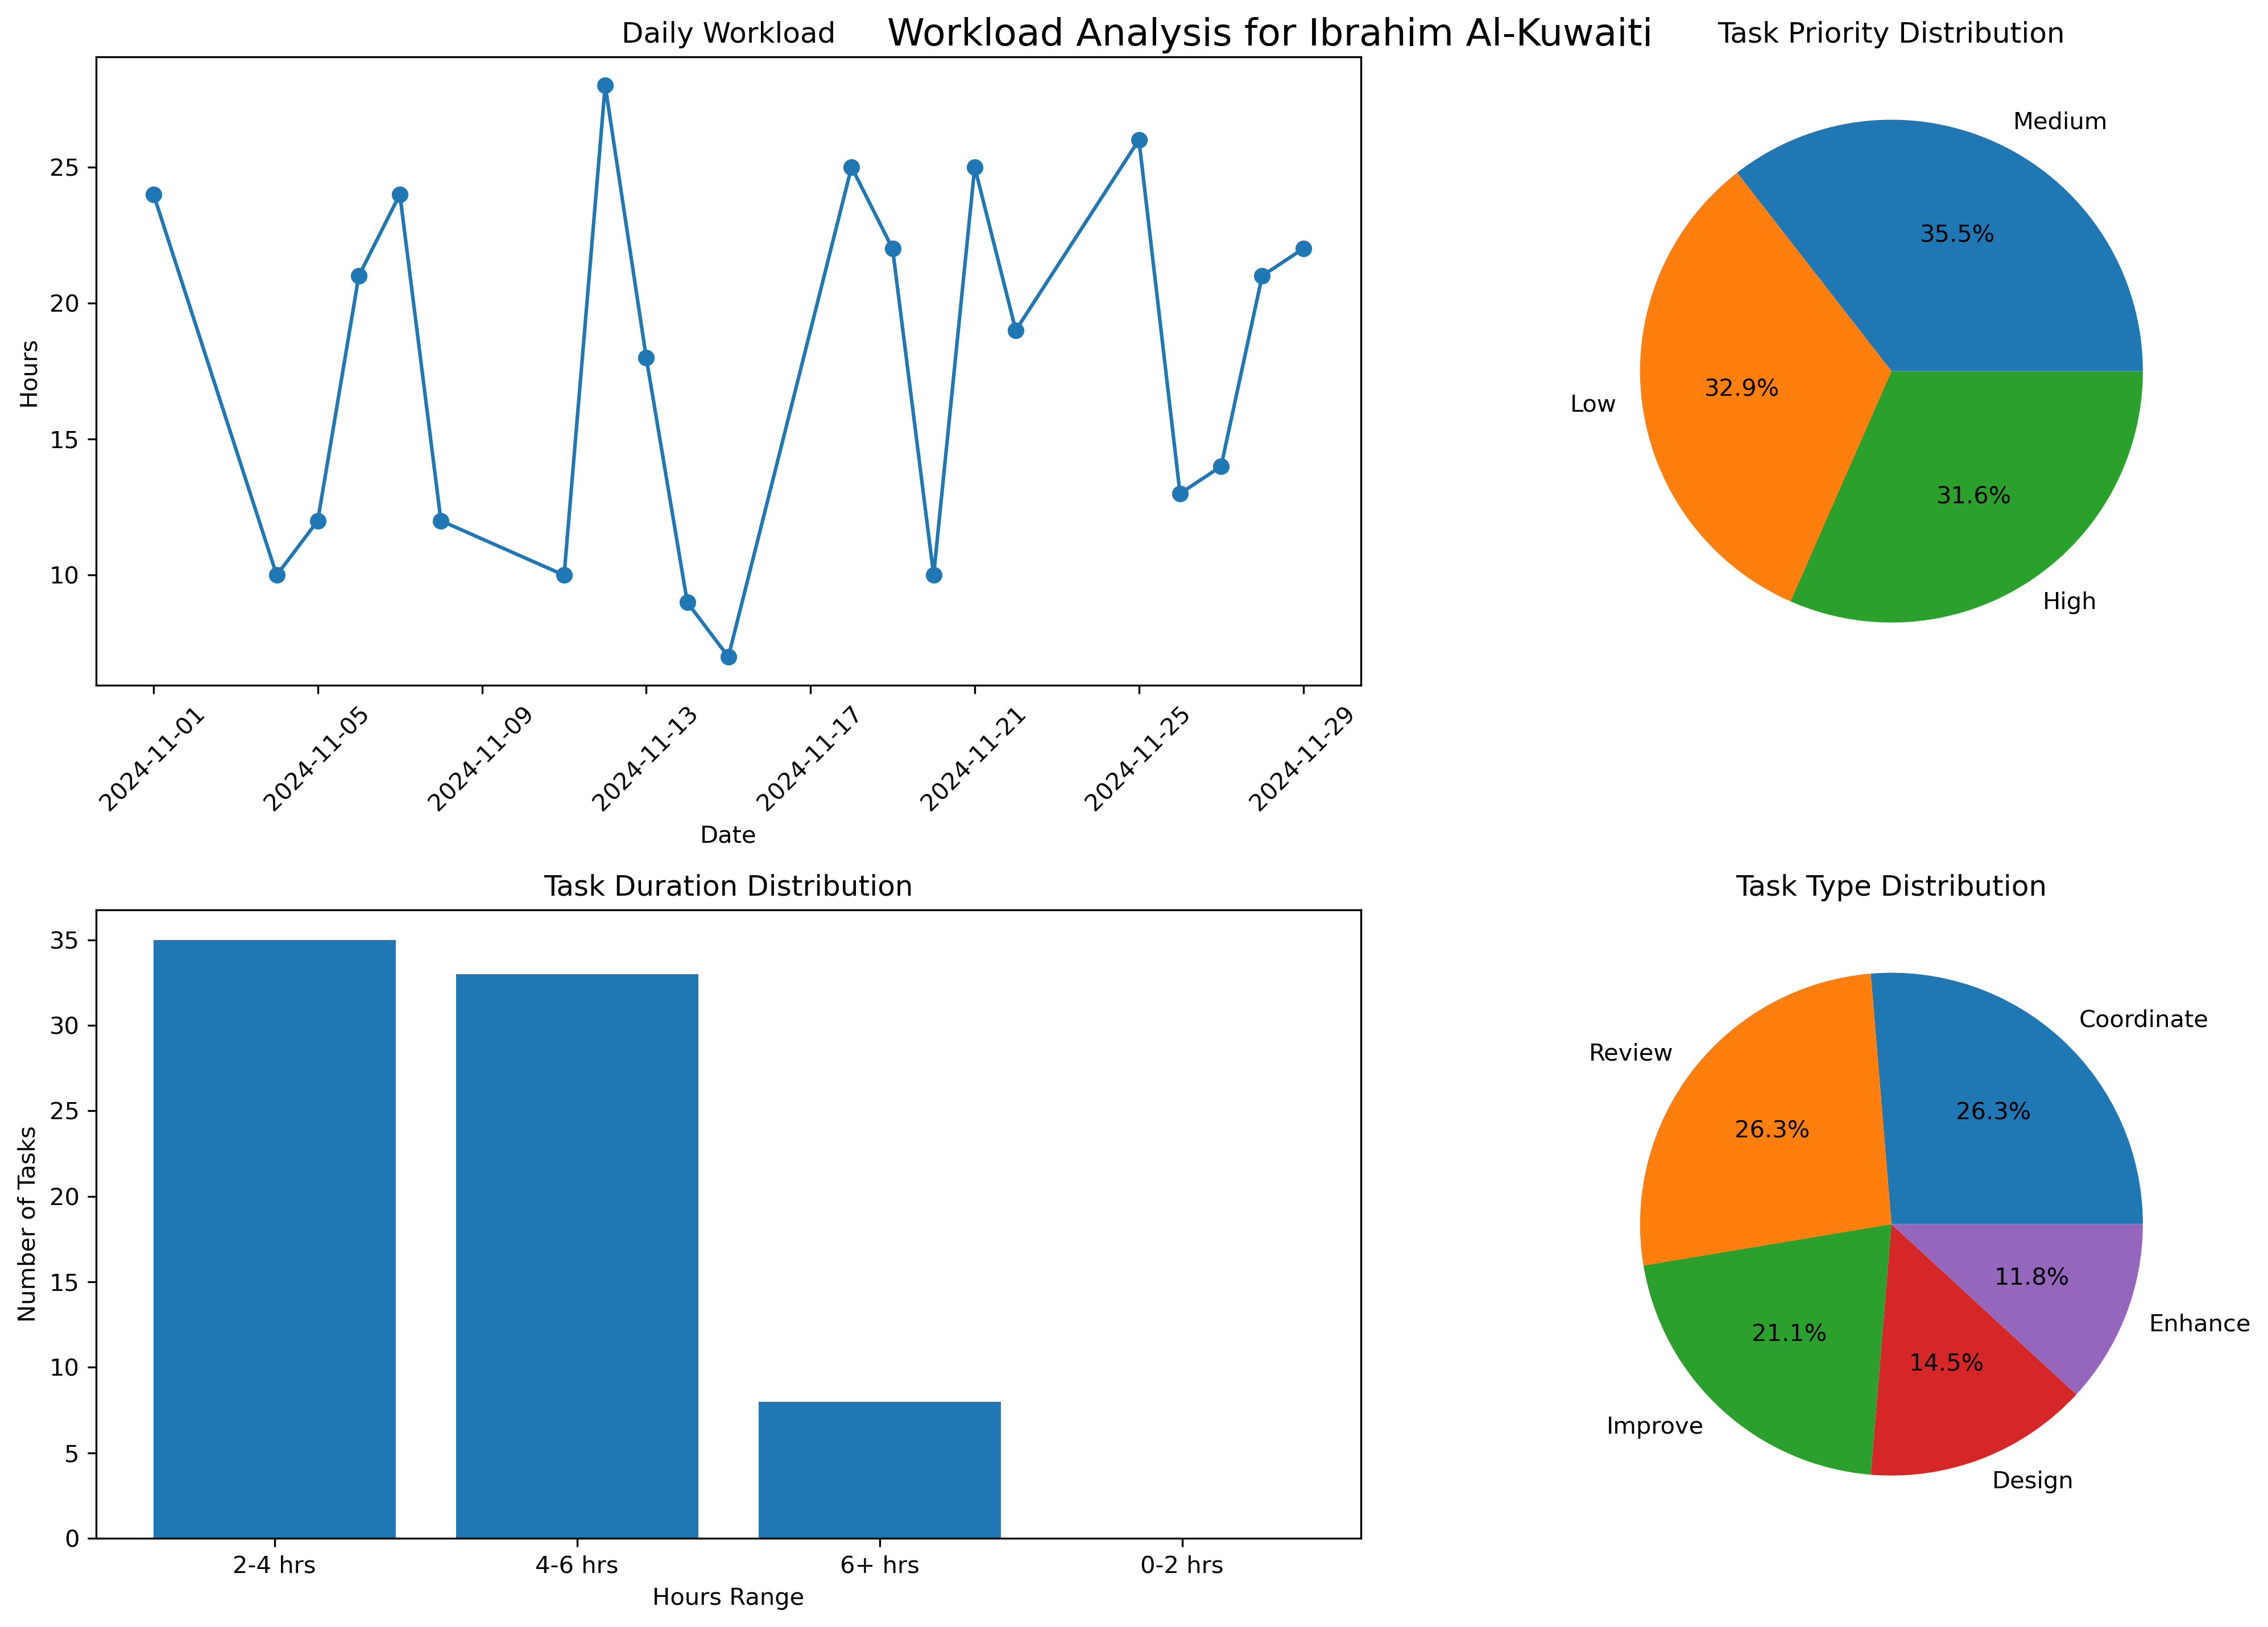 Workload Analysis for Ibrahim Al-Kuwaiti
Daily Workload
Hours
25
20
15
10
2024-11-01
2024-11-05
2024-11-09
2024-11-13
2024-11-17
2024-11-21
2024-11-25
2024-11-29
Date
Task Priority Distribution
Medium
35.5%
Low
32.9%
31.6%
High
Task Duration Distribution
Number of Tasks
35
30
25
20
15
10
5
0
2-4 hrs
4-6 hrs
6+ hrs
0-2 hrs
Hours Range
Task Type Distribution
Coordinate
26.3%
Review
26.3%
Improve
21.1%
Design
14.5%
Enhance
11.8%